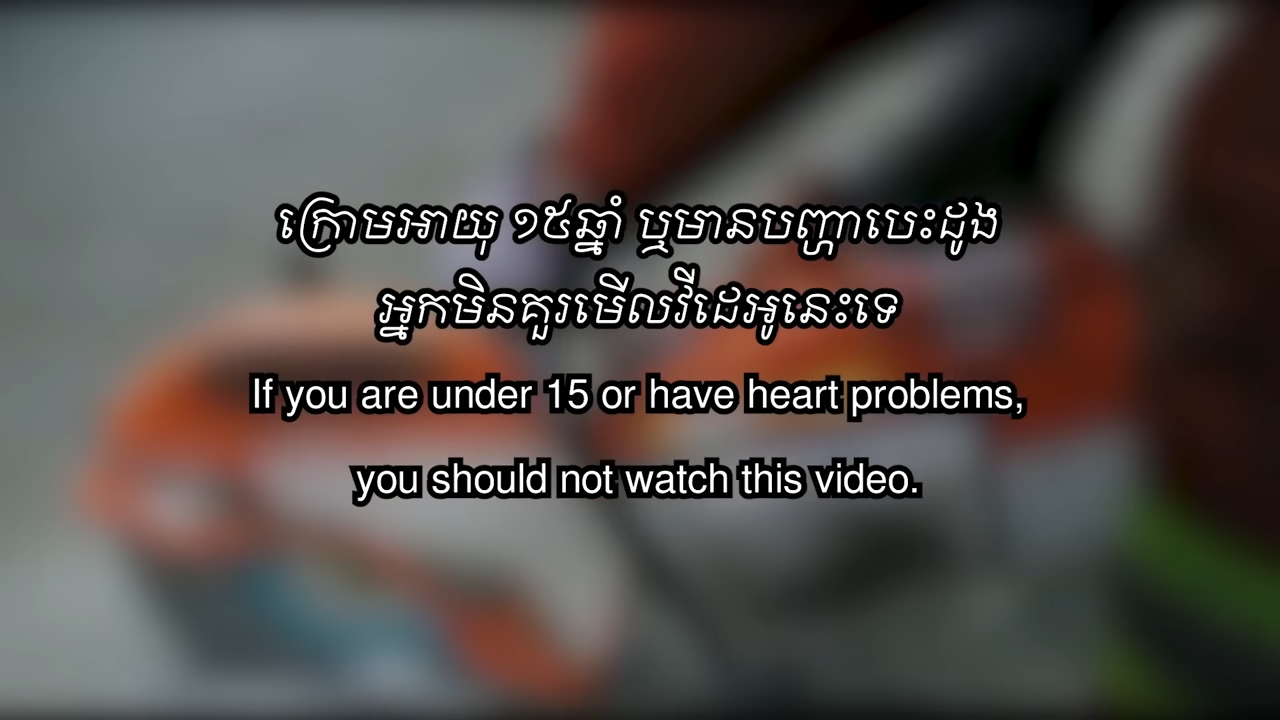 ក្រោមអាយុ ១៥ឆ្នាំ ឬមានបញ្ហាបេះដូង
អ្នកមិនគួរមើលវីដេអូនេះទេ
If you are under 15 or have heart problems,
you should not watch this video.